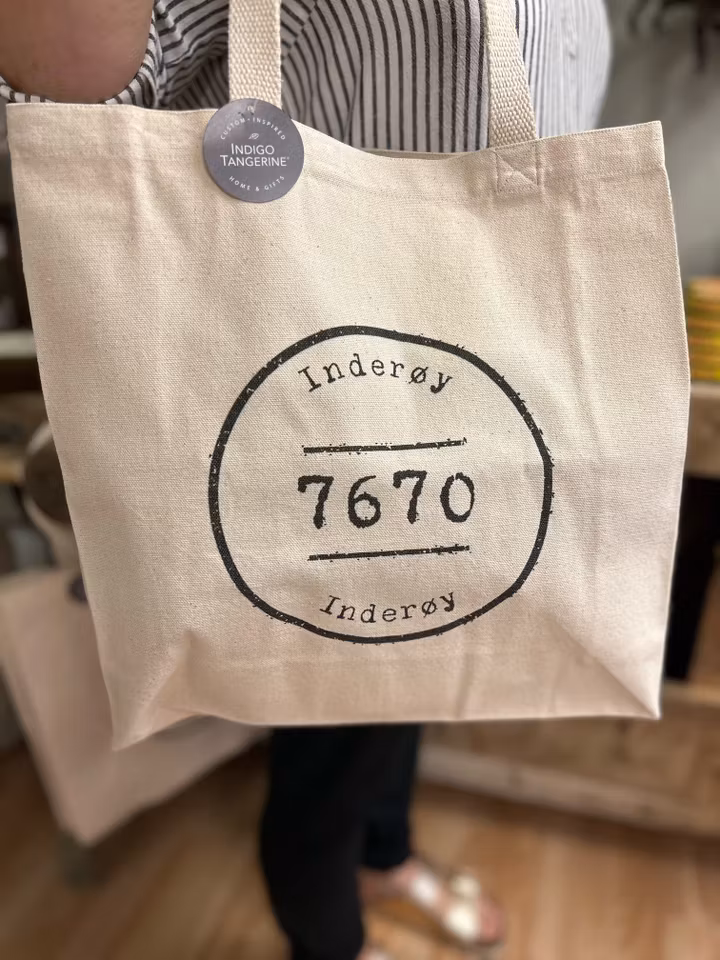 CUSTOM • INSPIRED
INDIGO
TANGERINE®
HOME & GIFTS
Inderøy
7670
Inderøy